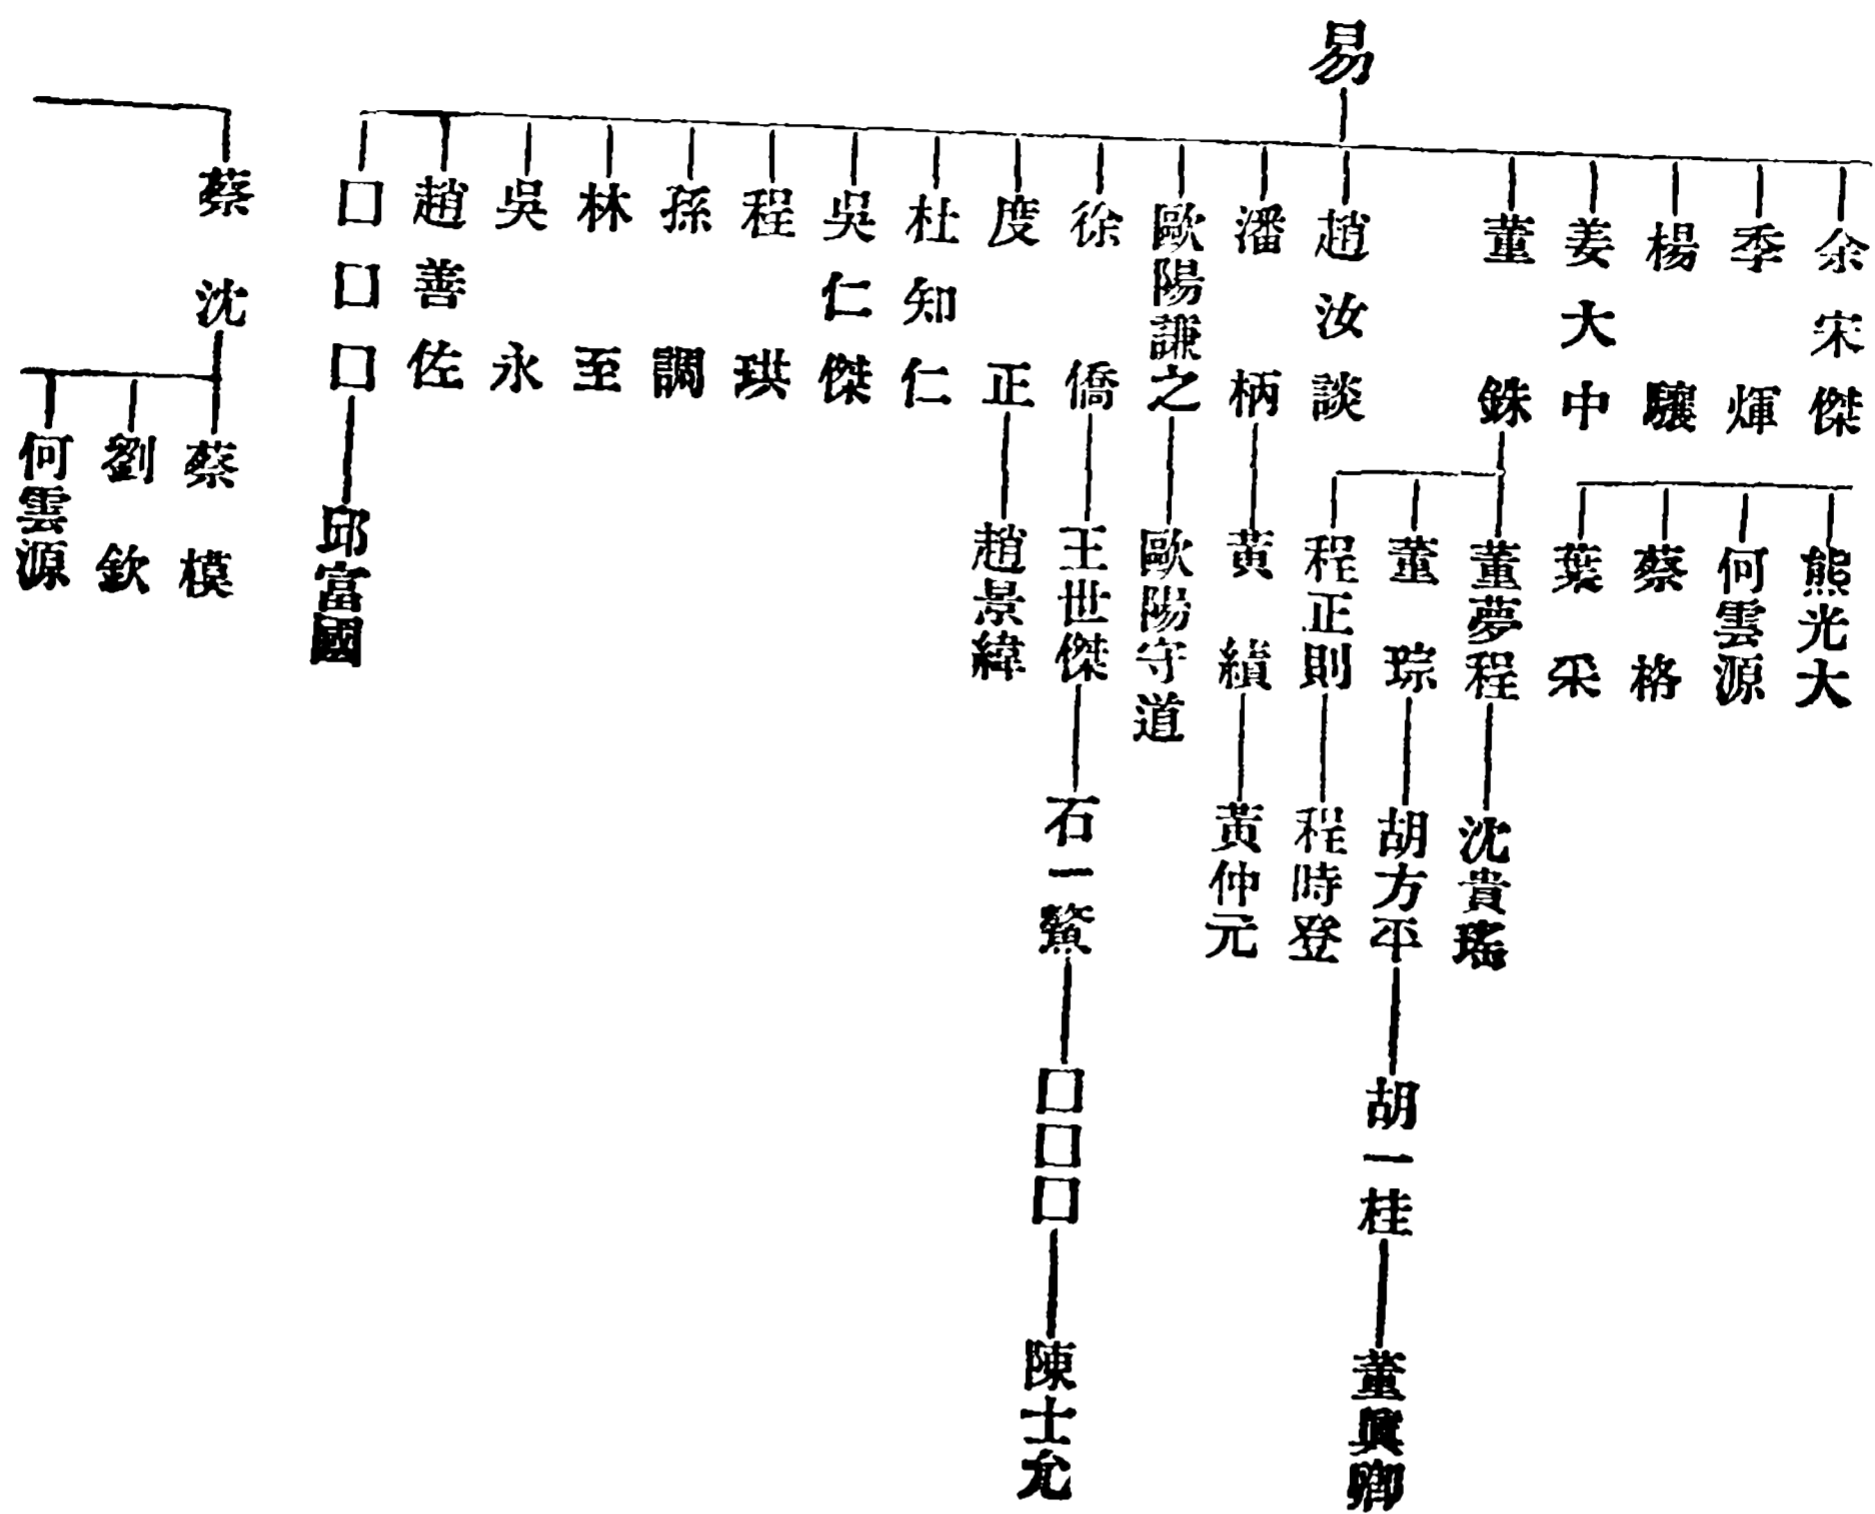 易
余宋傑
季煇
楊驤
姜大中
董銖
趙汝談
潘柄
歐陽謙之
徐僑
度正
杜知仁
吳仁傑
程珙
孫調
林至
吳永
趙善佐
□□□
熊光大
何雲源
蔡格
葉采
董夢程
董琮
程正則
黃績
歐陽守道
王世傑
趙景緯
邱富國
沈貴瑤
胡方平
程時登
黃仲元
石一鰲
胡一桂
□□□
董真卿
陳士允
蔡沈
蔡模
劉欽
何雲源